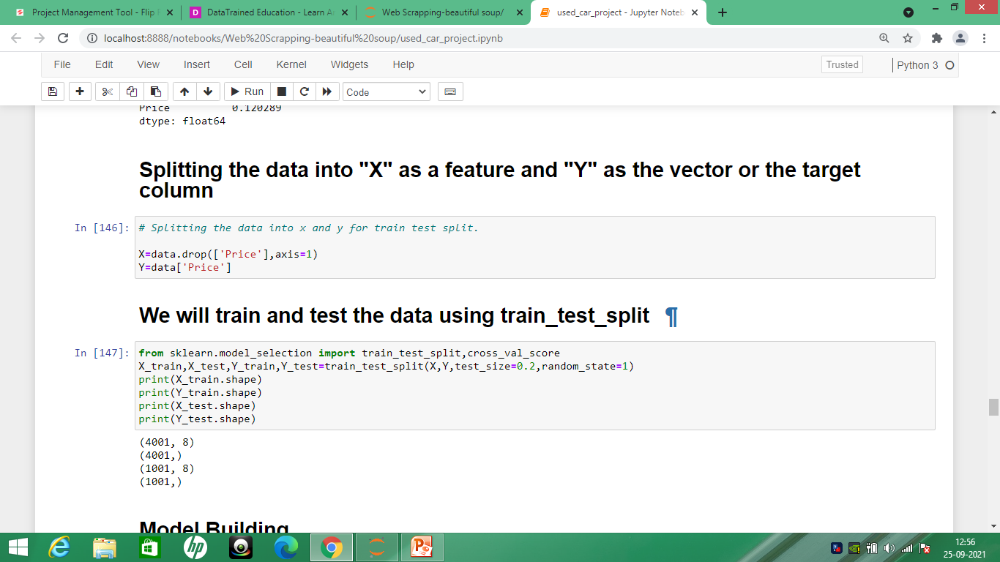 Project Management Tool - Flip
DataTrained Education - Learn
Web Scrapping-beautiful soup/
used_car_project - Jupyter Noteb
localhost:8888/notebooks/Web%20Scrapping-beautiful%20soup/used_car_project.ipynb
File Edit View Insert Cell Kernel Widgets Help Trusted Python 3
Run Code
Price 0.120289
dtype: float64
Splitting the data into "X" as a feature and "Y" as the vector or the target
column
In [146]: # Splitting the data into x and y for train test split.
X=data.drop(['Price'],axis=1)
Y=data['Price']
We will train and test the data using train_test_split ¶
In [147]: from sklearn.model_selection import train_test_split,cross_val_score
X_train,X_test,Y_train,Y_test=train_test_split(X,Y,test_size=0.2,random_state=1)
print(X_train.shape)
print(Y_train.shape)
print(X_test.shape)
print(Y_test.shape)
(4001, 8)
(4001,)
(1001, 8)
(1001,)
Model Building
12:56
25-09-2021